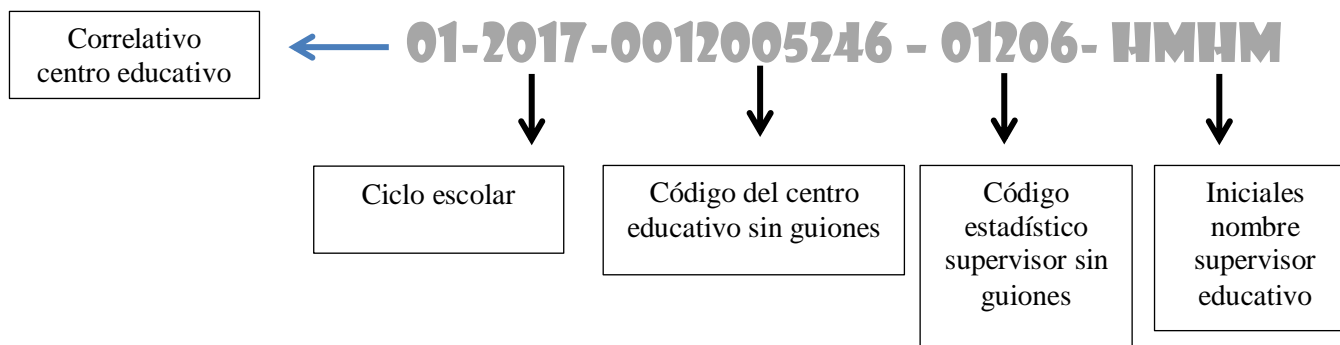 Correlativo
centro educativo
01-2017-0012005246 - 01206- HMHM
Ciclo escolar
Código del centro
educativo sin guiones
Código
estadístico
supervisor sin
guiones
Iniciales
nombre
supervisor
educativo